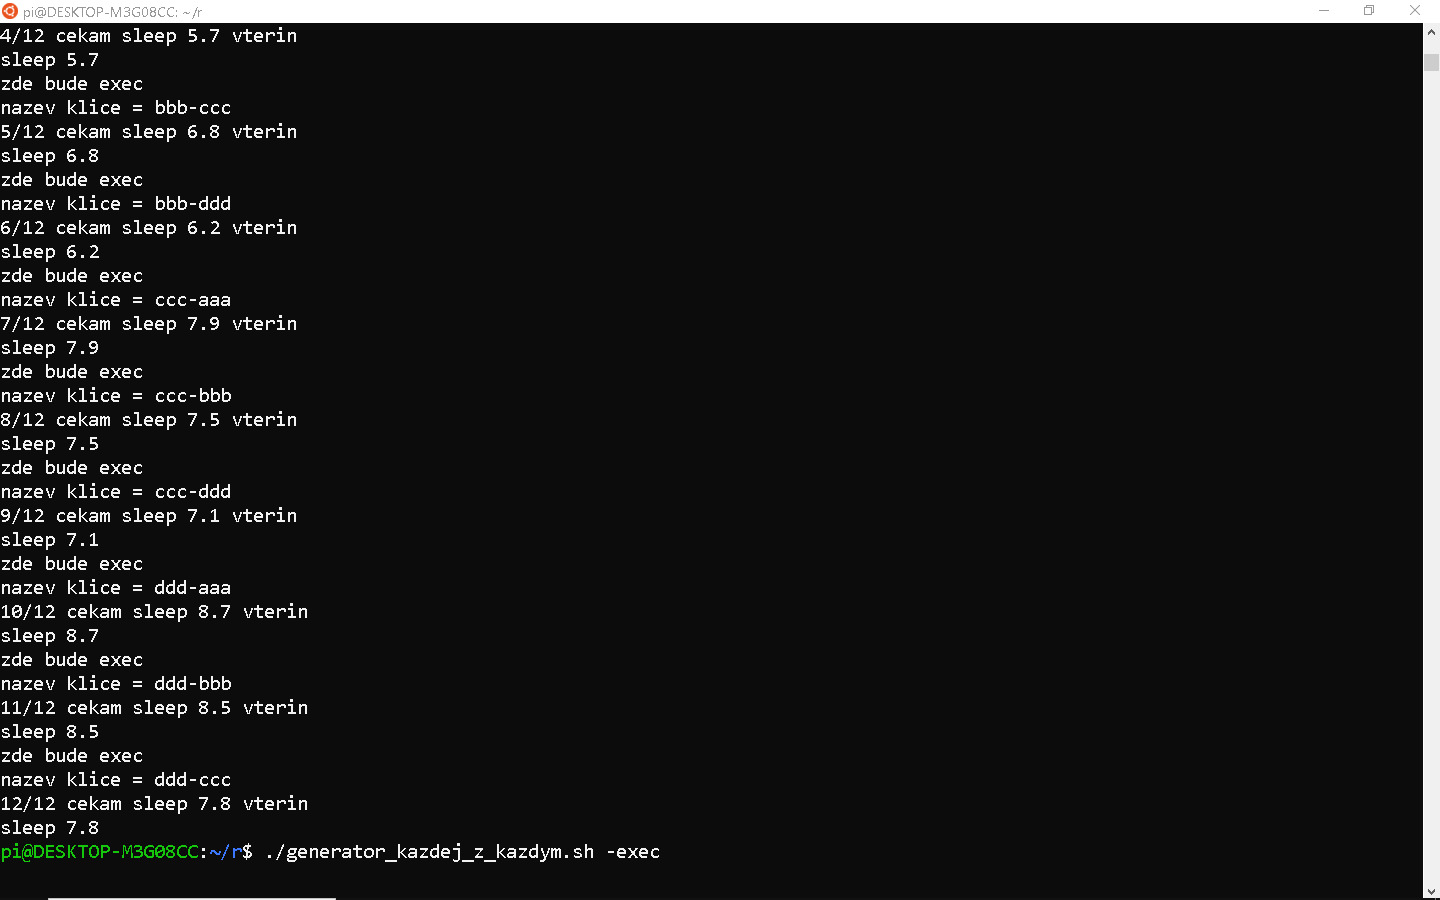 pi@DESKTOP-M3G08CC: ~/r
4/12 cekam sleep 5.7 vterin
sleep 5.7
zde bude exec
nazev klice = bbb-ccc
5/12 cekam sleep 6.8 vterin
sleep 6.8
zde bude exec
nazev klice = bbb-ddd
6/12 cekam sleep 6.2 vterin
sleep 6.2
zde bude exec
nazev klice = ccc-aaa
7/12 cekam sleep 7.9 vterin
sleep 7.9
zde bude exec
nazev klice = ccc-bbb
8/12 cekam sleep 7.5 vterin
sleep 7.5
zde bude exec
nazev klice = ccc-ddd
9/12 cekam sleep 7.1 vterin
sleep 7.1
zde bude exec
nazev klice = ddd-aaa
10/12 cekam sleep 8.7 vterin
sleep 8.7
zde bude exec
nazev klice = ddd-bbb
11/12 cekam sleep 8.5 vterin
sleep 8.5
zde bude exec
nazev klice = ddd-ccc
12/12 cekam sleep 7.8 vterin
sleep 7.8
pi@DESKTOP-M3G08CC:~/r$ ./generator_kazdej_z_kazdym.sh -exec